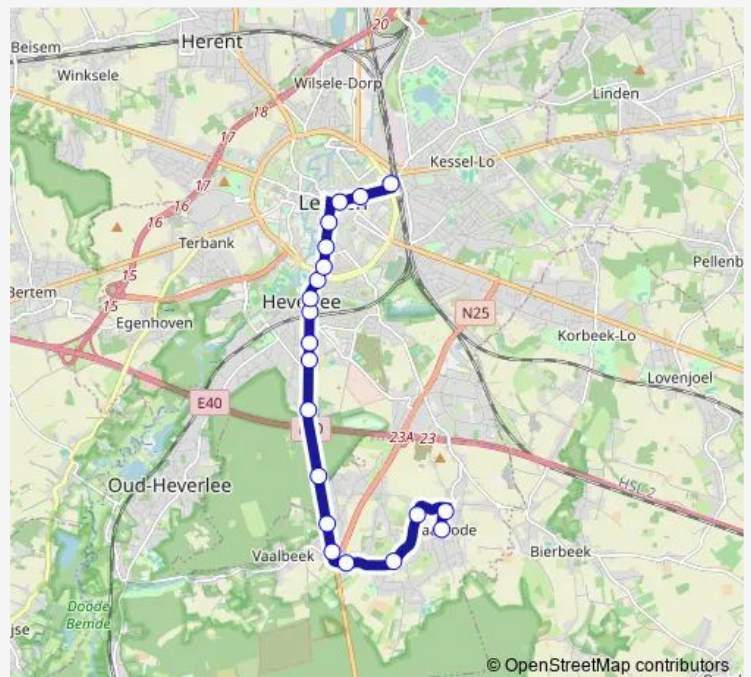 20
Herent
Beisem
Winksele
Wilsele-Dorp
Linden
18
17
Kessel-Lo
17
16
16
Terbank
15
15
Bertem
Pellenb
Heverlee
N25
Egenhoven
Korbeek-Lo
Lovenjoel
E40
23A 23
HSL 2
Oud-Heverlee
Vaalbeek
Bierbeek
Doode
Bemde
jse
© OpenStreetMap contributors